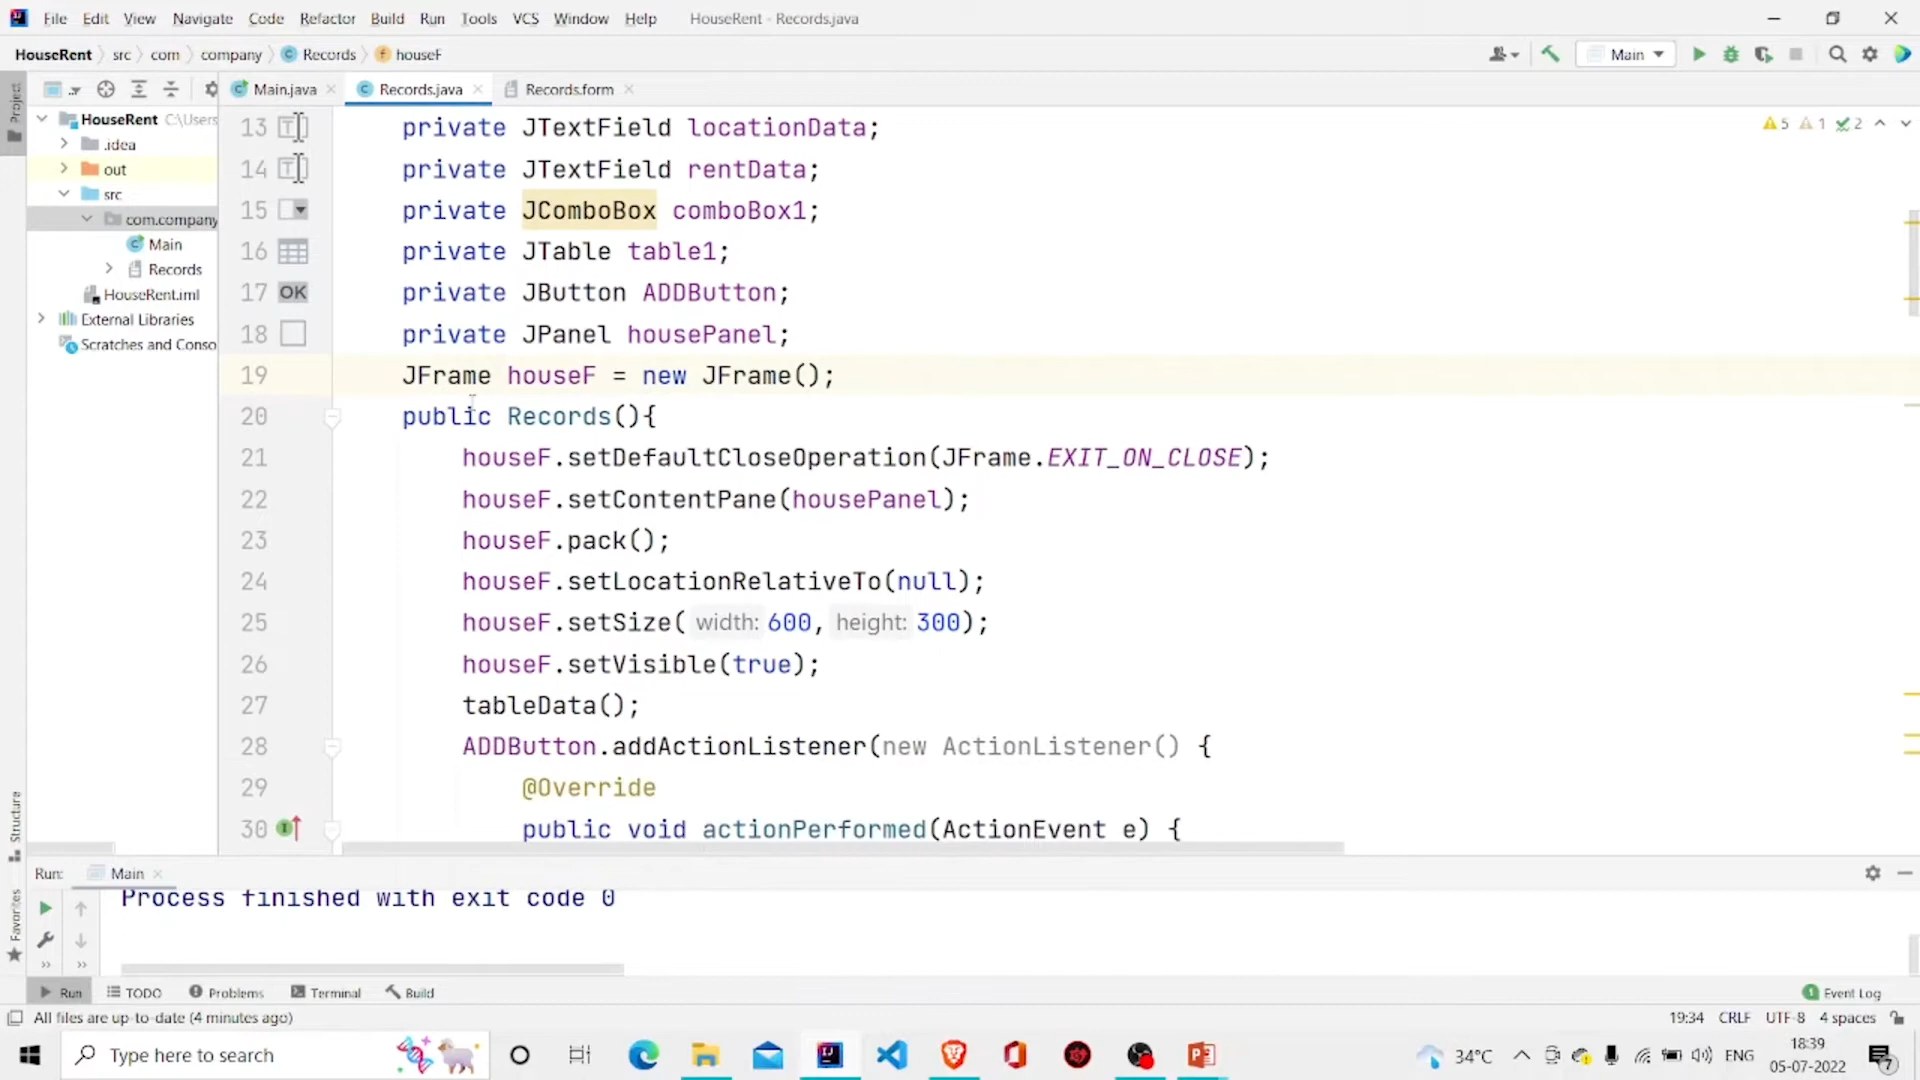 File Edit View Navigate Code Refactor Build Run Tools VCS Window Help HouseRent - Records.java
HouseRent src com company Records houseF Main
Project Main.java Records.java Records.form
HouseRent C:\Users
.idea
out
src
com.company
Main
Records
HouseRent.iml
External Libraries
Scratches and Conso
5 1 2
13 private JTextField locationData;
14 private JTextField rentData;
15 private JComboBox comboBox1;
16 private JTable table1;
17 OK private JButton ADDButton;
18 private JPanel housePanel;
19 JFrame houseF = new JFrame();
20 public Records(){
21 houseF.setDefaultCloseOperation(JFrame.EXIT_ON_CLOSE);
22 houseF.setContentPane(housePanel);
23 houseF.pack();
24 houseF.setLocationRelativeTo(null);
25 houseF.setSize( width: 600, height: 300);
26 houseF.setVisible(true);
27 tableData();
28 ADDButton.addActionListener(new ActionListener() {
29 @Override
30 public void actionPerformed(ActionEvent e) {
Structure
Favorites
Run: Main
Process finished with exit code 0
Run TODO Problems Terminal Build Event Log
All files are up-to-date (4 minutes ago) 19:34 CRLF UTF-8 4 spaces
Type here to search 34°C ENG 18:39
05-07-2022 7